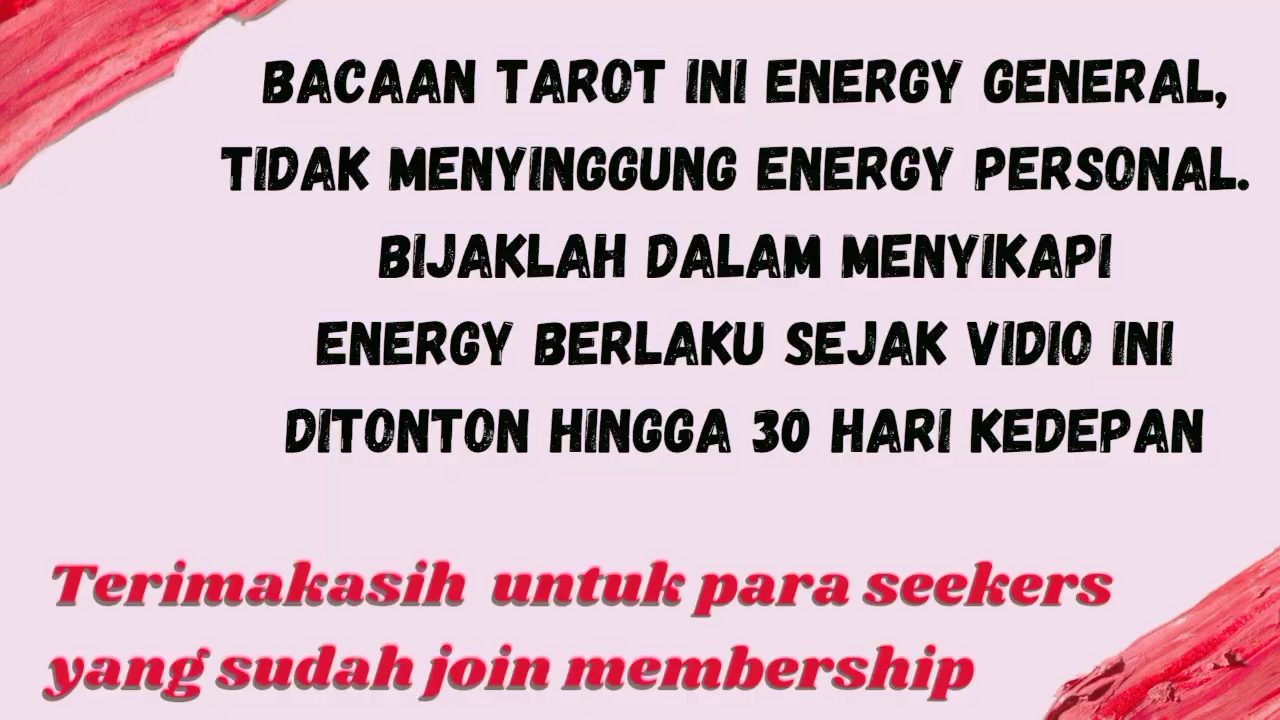 BACAAN TAROT INI ENERGY GENERAL,
TIDAK MENYINGGUNG ENERGY PERSONAL.
BIJAKLAH DALAM MENYIKAPI
ENERGY BERLAKU SEJAK VIDIO INI
DITONTON HINGGA 30 HARI KEDEPAN
Terimakasih untuk para seekers
yang sudah join membership